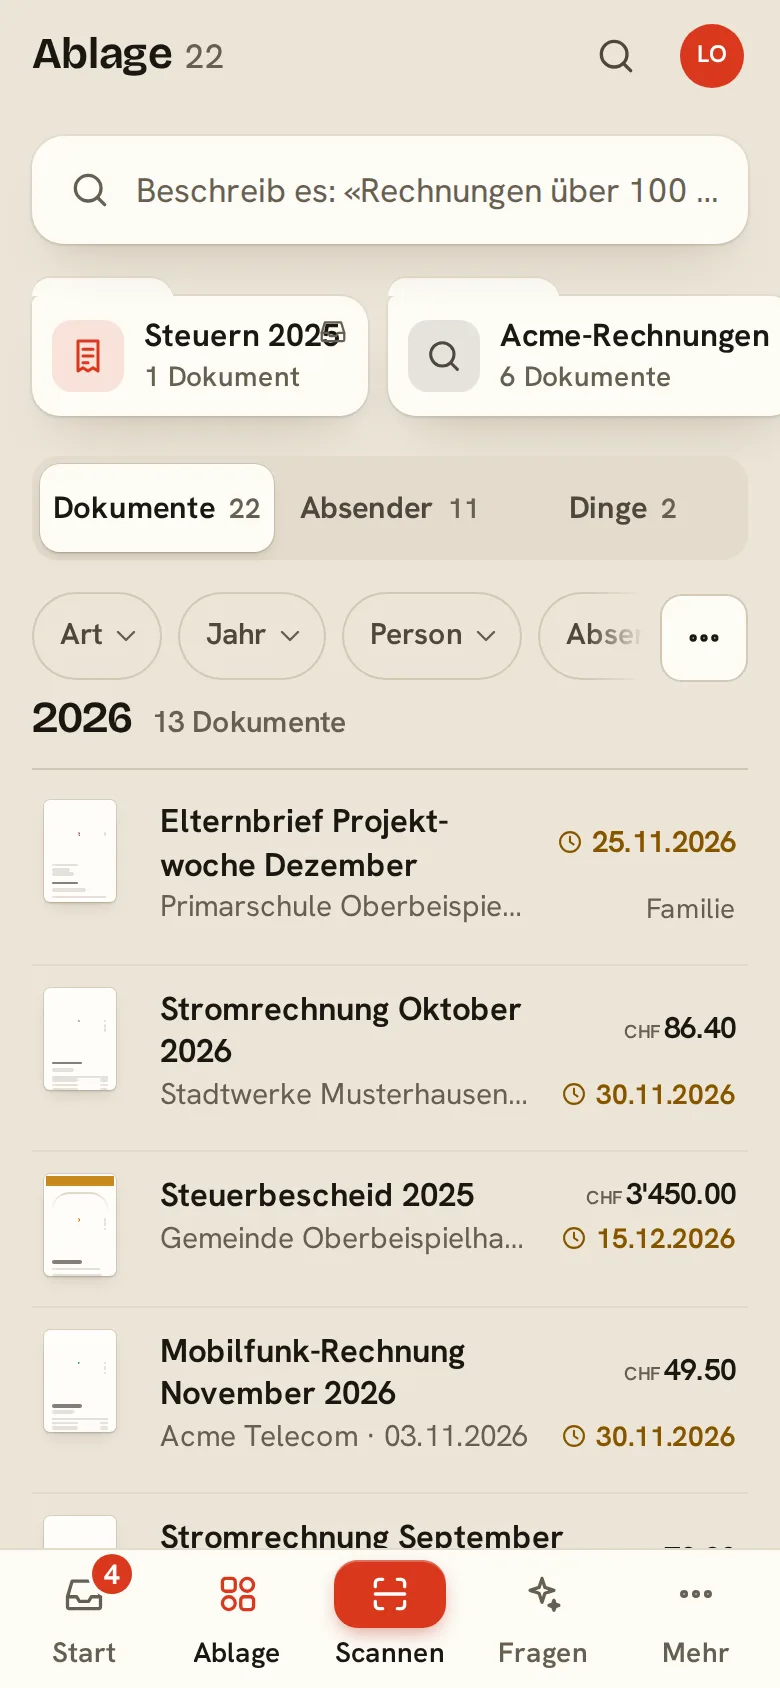 Ablage 22
LO
Beschreib es: «Rechnungen über 100 ...
Steuern 2025
1 Dokument
Acme-Rechnungen
6 Dokumente
Dokumente 22
Absender 11
Dinge 2
Art
Jahr
Person
Abse
2026 13 Dokumente
Elternbrief Projekt-
woche Dezember
25.11.2026
Primarschule Oberbeispie...
Familie
Stromrechnung Oktober
2026
CHF 86.40
Stadtwerke Musterhausen...
30.11.2026
Steuerbescheid 2025
CHF 3'450.00
Gemeinde Oberbeispielha...
15.12.2026
Mobilfunk-Rechnung
November 2026
CHF 49.50
Acme Telecom · 03.11.2026
30.11.2026
Stromrechnung September
4
Start
Ablage
Scannen
Fragen
Mehr